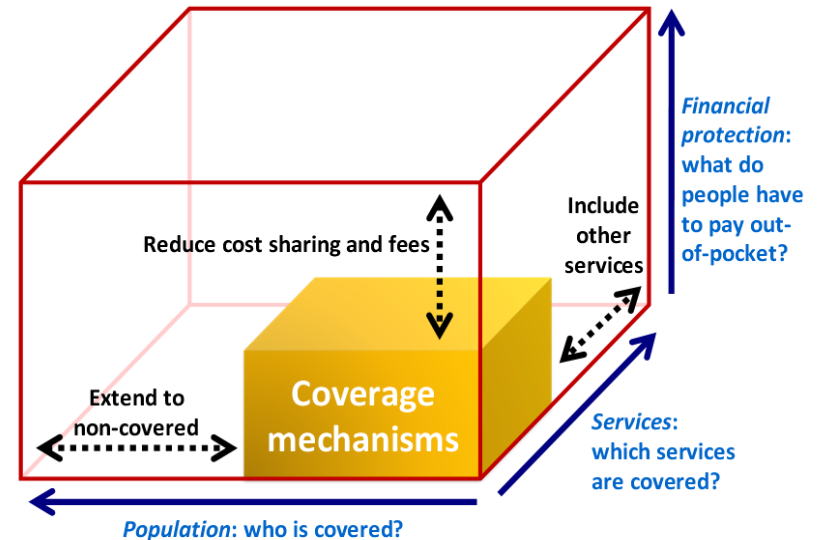 Financial
protection:
what do
people have
to pay out-
of-pocket?
Include
other
services
Reduce cost sharing and fees
Extend to
non-covered
Coverage
mechanisms
Services:
which services
are covered?
Population: who is covered?